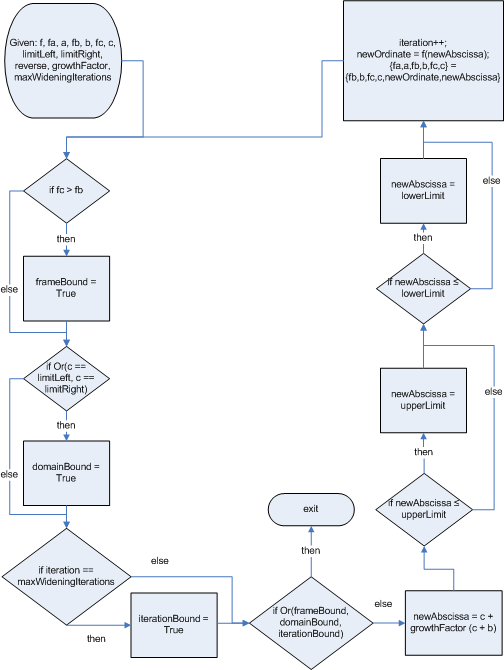 Given: f, fa, a, fb, b, fc, c,
limitLeft, limitRight,
reverse, growthFactor,
maxWideningIterations
iteration++;
newOrdinate = f(newAbscissa);
{fa,a,fb,b,fc,c} =
{fb,b,fc,c,newOrdinate,newAbscissa}
if fc > fb
then
else
frameBound =
True
if Or(c ==
limitLeft, c ==
limitRight)
then
else
domainBound =
True
if iteration ==
maxWideningIterations
else
then
iterationBound =
True
if Or(frameBound,
domainBound,
iterationBound)
then
exit
else
newAbscissa = c +
growthFactor (c + b)
if newAbscissa ≤
upperLimit
then
else
newAbscissa =
upperLimit
if newAbscissa ≤
lowerLimit
then
else
newAbscissa =
lowerLimit